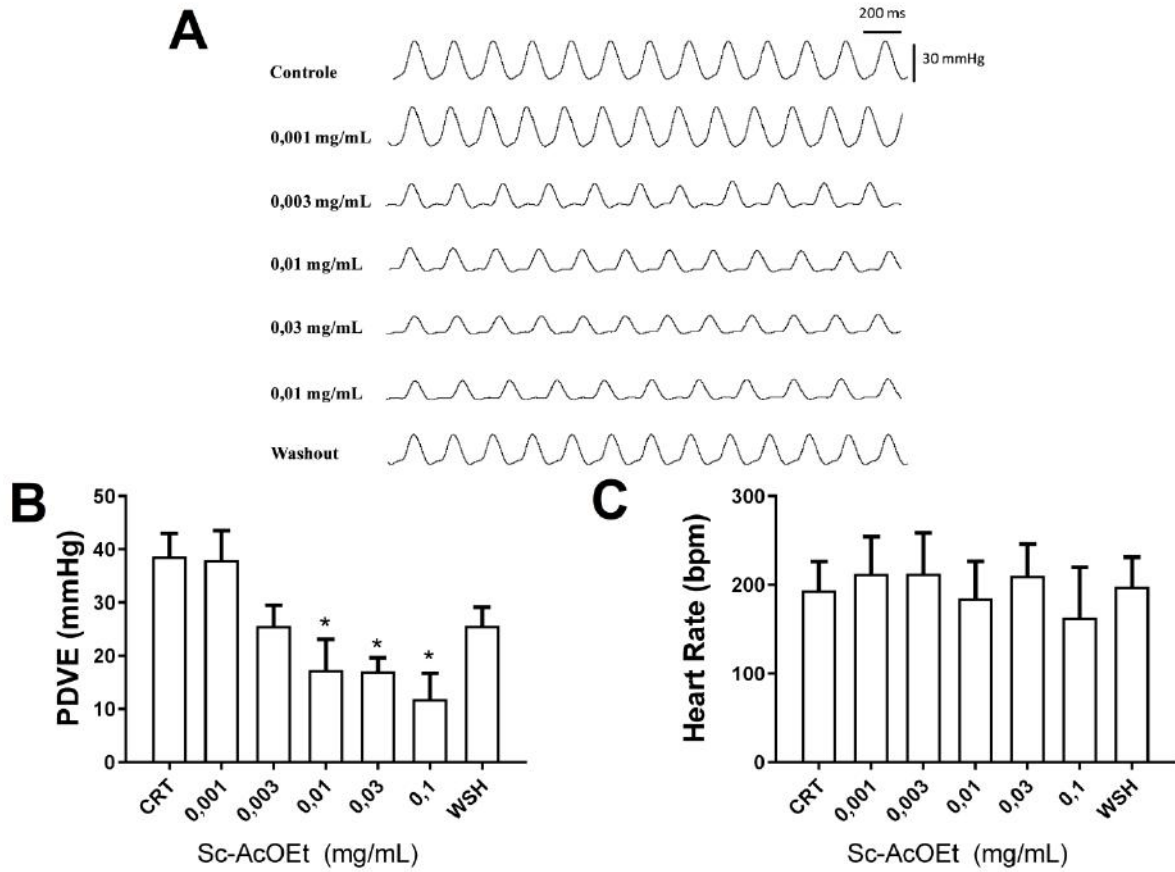 A
200 ms
30 mmHg
Controle
0,001 mg/mL
0,003 mg/mL
0,01 mg/mL
0,03 mg/mL
0,01 mg/mL
Washout
B
PDVE (mmHg)
50
40
30
20
10
0
* * *
CRT 0,001 0,003 0,01 0,03 0,1 WSH
Sc-AcOEt (mg/mL)
C
Heart Rate (bpm)
300
200
100
0
CRT 0,001 0,003 0,01 0,03 0,1 WSH
Sc-AcOEt (mg/mL)